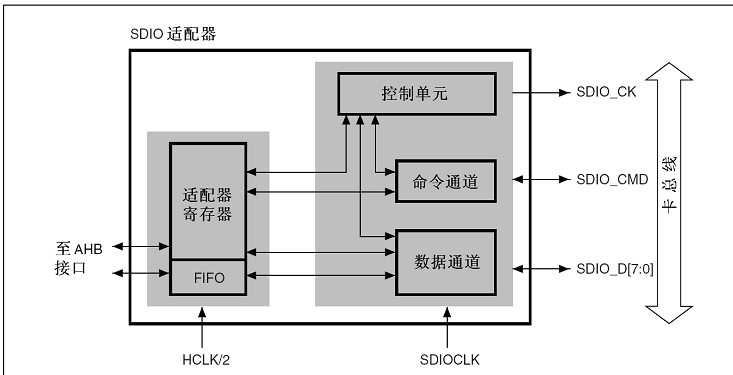 SDIO 适配器
控制单元
SDIO_CK
适配器
寄存器
命令通道
SDIO_CMD
卡总线
至 AHB
接口
FIFO
数据通道
SDIO_D[7:0]
HCLK/2
SDIOCLK